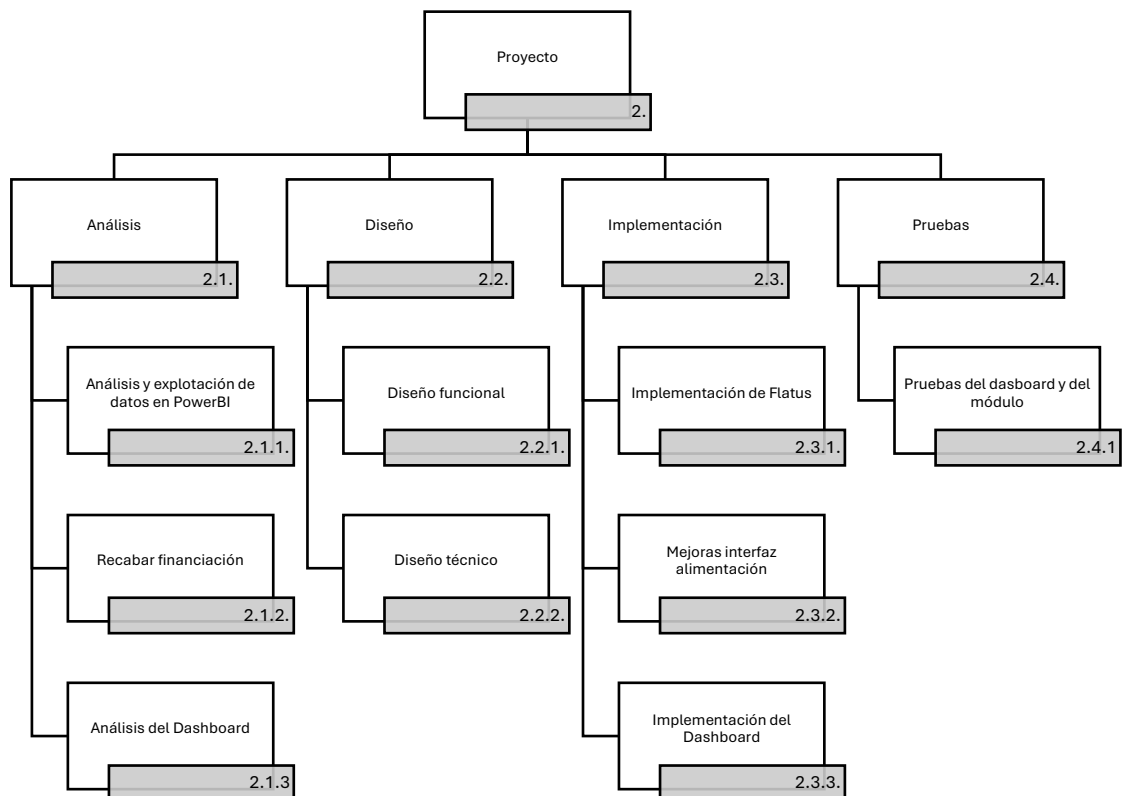 Proyecto
2.
Análisis
2.1.
Diseño
2.2.
Implementación
2.3.
Pruebas
2.4.
Análisis y explotación de
datos en PowerBI
2.1.1.
Diseño funcional
2.2.1.
Implementación de Flatus
2.3.1.
Pruebas del dasboard y del
módulo
2.4.1
Recabar financiación
2.1.2.
Diseño técnico
2.2.2.
Mejoras interfaz
alimentación
2.3.2.
Análisis del Dashboard
2.1.3
Implementación del
Dashboard
2.3.3.